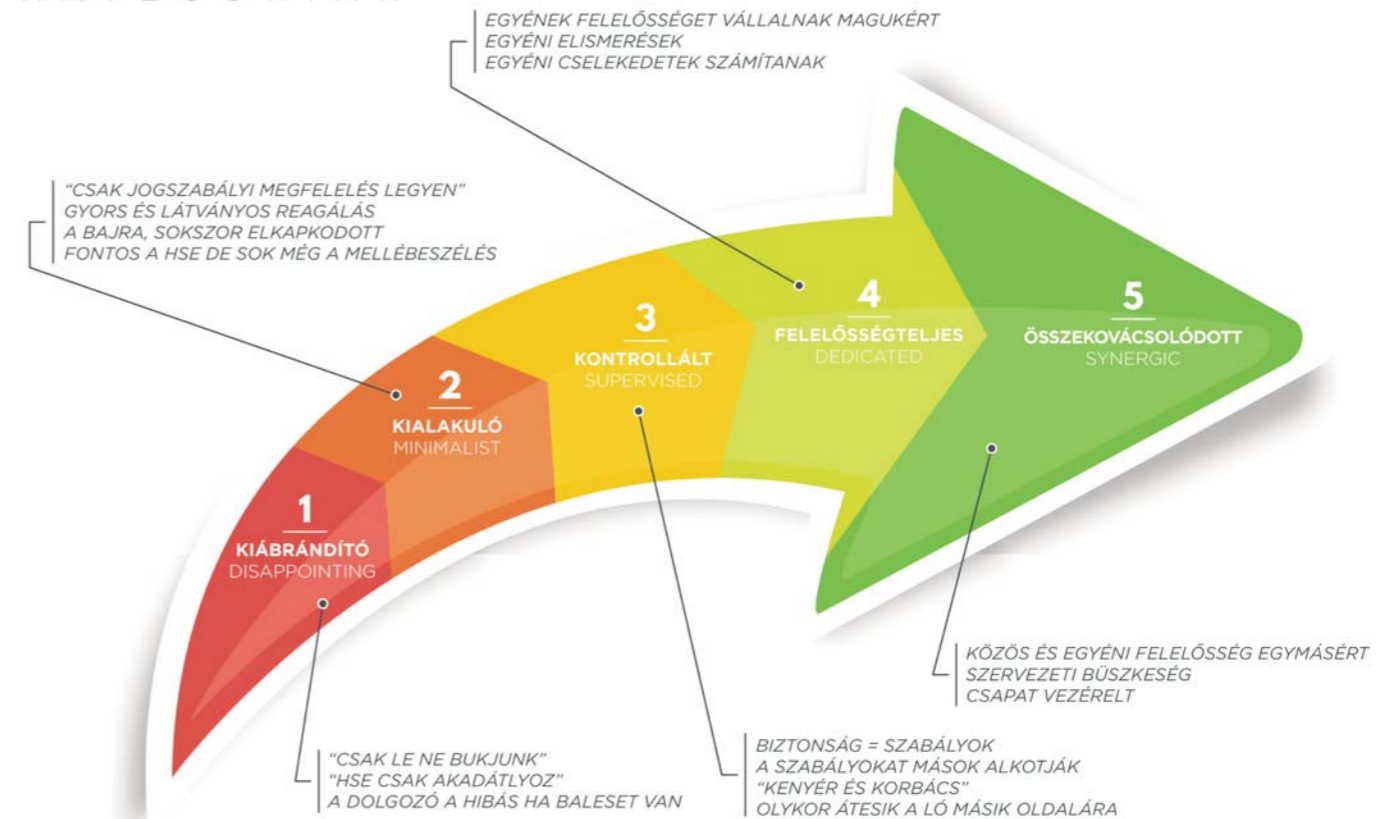 EGYÉNEK FELELŐSSÉGET VÁLLALNAK MAGUKÉRT
EGYÉNI ELISMERÉSEK
EGYÉNI CSELEKEDETEK SZÁMÍTANAK
“CSAK JOGSZABÁLYI MEGFELELÉS LEGYEN”
GYORS ÉS LÁTVÁNYOS REAGÁLÁS
A BAJRA, SOKSZOR ELKAPKODOTT
FONTOS A HSE DE SOK MÉG A MELLÉBESZÉLÉS
1
KIÁBRÁNDÍTÓ
DISAPPOINTING
2
KIALAKULÓ
MINIMALIST
3
KONTROLLÁLT
SUPERVISED
4
FELELŐSSÉGTELJES
DEDICATED
5
ÖSSZEKOVÁCSOLÓDOTT
SYNERGIC
KÖZÖS ÉS EGYÉNI FELELŐSSÉG EGYMÁSÉRT
SZERVEZETI BÜSZKESÉG
CSAPAT VEZÉRELT
“CSAK LE NE BUKJUNK”
“HSE CSAK AKADÁTLYOZ”
A DOLGOZÓ A HIBÁS HA BALESET VAN
BIZTONSÁG = SZABÁLYOK
A SZABÁLYOKAT MÁSOK ALKOTJÁK
“KENYÉR ÉS KORBÁCS”
OLYKOR ÁTESIK A LÓ MÁSIK OLDALÁRA